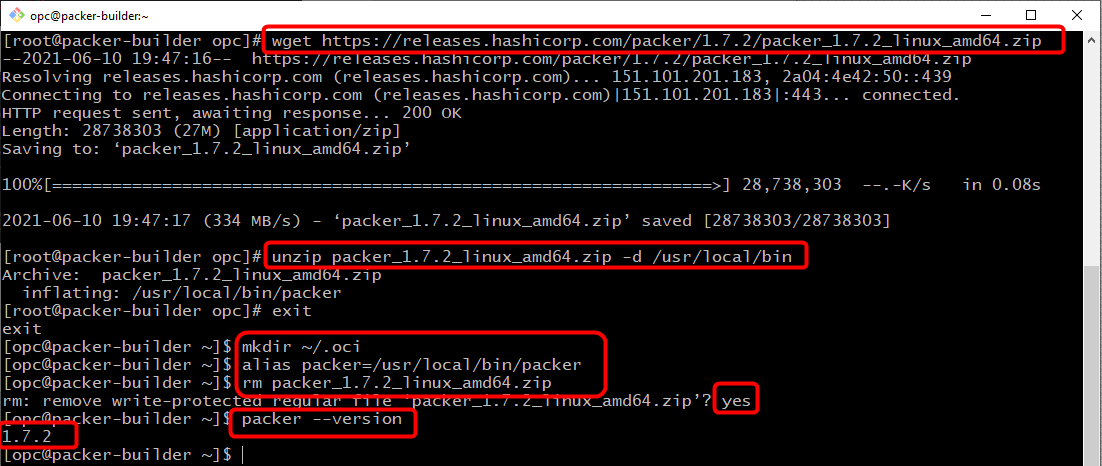 opc@packer-builder:~
[root@packer-builder opc]# wget https://releases.hashicorp.com/packer/1.7.2/packer_1.7.2_linux_amd64.zip
--2021-06-10 19:47:16--  https://releases.hashicorp.com/packer/1.7.2/packer_1.7.2_linux_amd64.zip
Resolving releases.hashicorp.com (releases.hashicorp.com)... 151.101.201.183, 2a04:4e42:50::439
Connecting to releases.hashicorp.com (releases.hashicorp.com)|151.101.201.183|:443... connected.
HTTP request sent, awaiting response... 200 OK
Length: 28738303 (27M) [application/zip]
Saving to: ‘packer_1.7.2_linux_amd64.zip’
100%[==================================================================>] 28,738,303  --.-K/s   in 0.08s
2021-06-10 19:47:17 (334 MB/s) - ‘packer_1.7.2_linux_amd64.zip’ saved [28738303/28738303]
[root@packer-builder opc]# unzip packer_1.7.2_linux_amd64.zip -d /usr/local/bin
Archive:  packer_1.7.2_linux_amd64.zip
  inflating: /usr/local/bin/packer
[root@packer-builder opc]# exit
exit
[opc@packer-builder ~]$ mkdir ~/.oci
[opc@packer-builder ~]$ alias packer=/usr/local/bin/packer
[opc@packer-builder ~]$ rm packer_1.7.2_linux_amd64.zip
rm: remove write-protected regular file ‘packer_1.7.2_linux_amd64.zip’? yes
[opc@packer-builder ~]$ packer --version
1.7.2
[opc@packer-builder ~]$